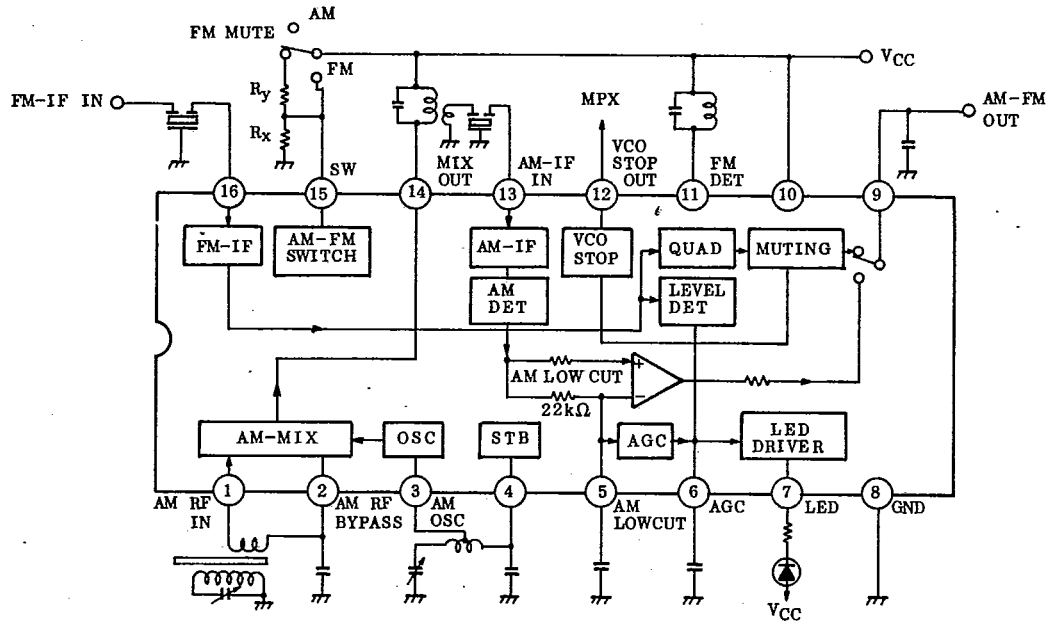 AM
FM MUTE
FM
VCC
FM-IF IN
Ry
Rx
MPX
AM-FM
OUT
SW
MIX
OUT
AM-IF
IN
VCO
STOP
OUT
FM
DET
16
15
14
13
12
11
10
9
FM-IF
AM-FM
SWITCH
AM-IF
VCO
STOP
QUAD
MUTING
AM
DET
LEVEL
DET
AM LOW CUT
+
−
22kΩ
AM-MIX
OSC
STB
AGC
LED
DRIVER
1
2
3
4
5
6
7
8
AM RF
IN
AM RF
BYPASS
AM
OSC
AM
LOWCUT
AGC
LED
GND
VCC